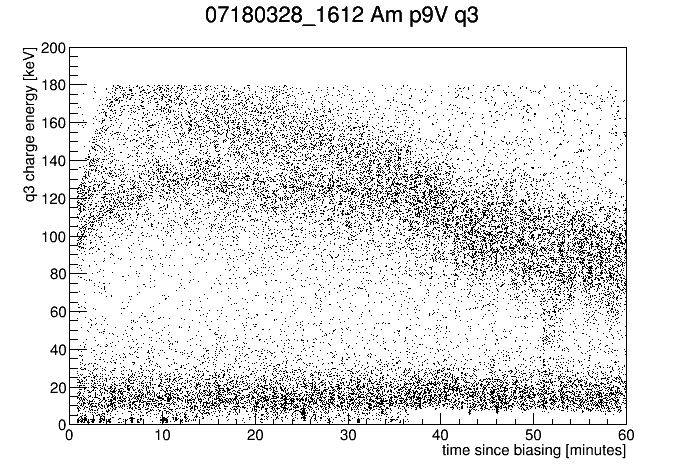 07180328_1612 Am p9V q3
q3 charge energy [keV]
200
180
160
140
120
100
80
60
40
20
0
0 10 20 30 40 50 60
time since biasing [minutes]